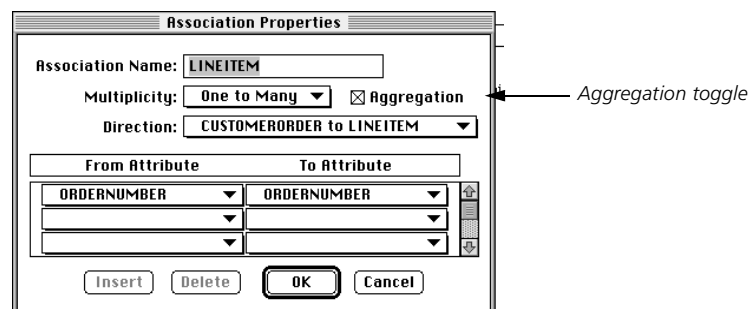 Association Properties
Association Name: LINEITEM
Multiplicity: One to Many Aggregation
Aggregation toggle
Direction: CUSTOMERORDER to LINEITEM
From Attribute To Attribute
ORDERNUMBER ORDERNUMBER
Insert Delete OK Cancel